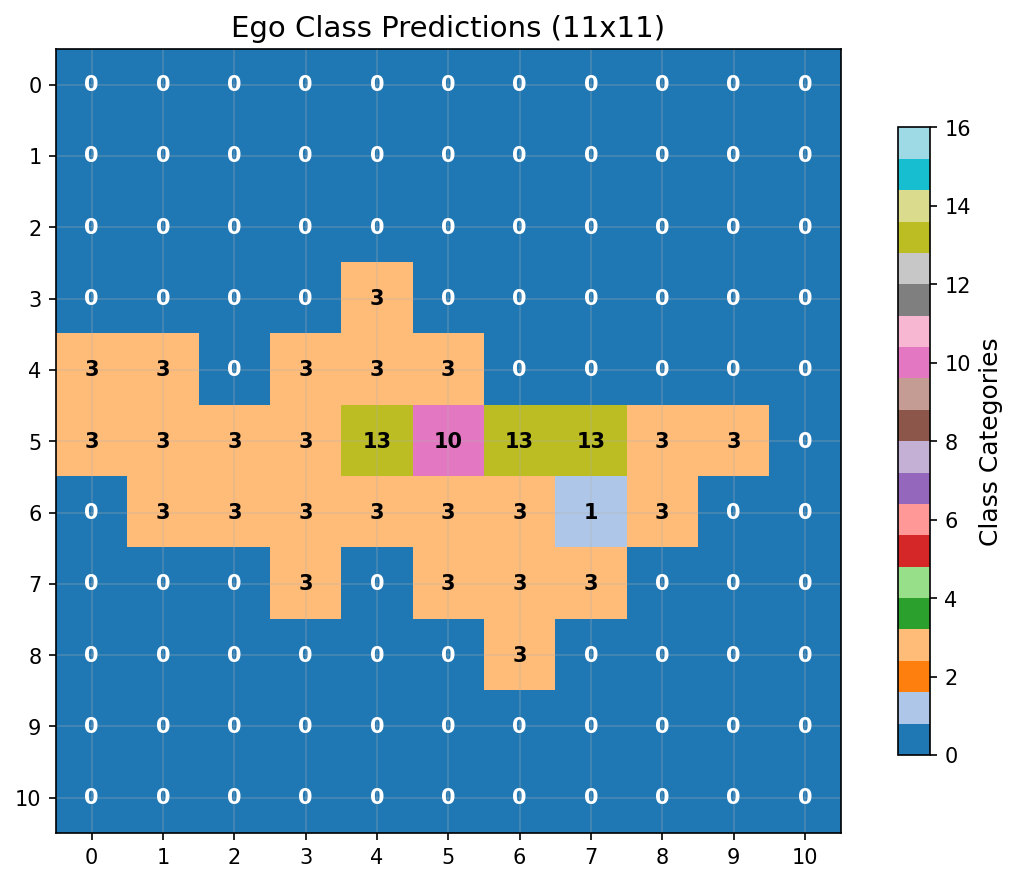 Ego Class Predictions (11x11)
0 0 0 0 0 0 0 0 0 0 0 0
1 0 0 0 0 0 0 0 0 0 0 0
2 0 0 0 0 0 0 0 0 0 0 0
3 0 0 0 0 3 0 0 0 0 0 0
4 3 3 0 3 3 3 0 0 0 0 0
5 3 3 3 3 13 10 13 13 3 3 0
6 0 3 3 3 3 3 3 1 3 0 0
7 0 0 0 3 0 3 3 3 0 0 0
8 0 0 0 0 0 0 3 0 0 0 0
9 0 0 0 0 0 0 0 0 0 0 0
10 0 0 0 0 0 0 0 0 0 0 0
0 1 2 3 4 5 6 7 8 9 10
16
14
12
10
8
6
4
2
0
Class Categories